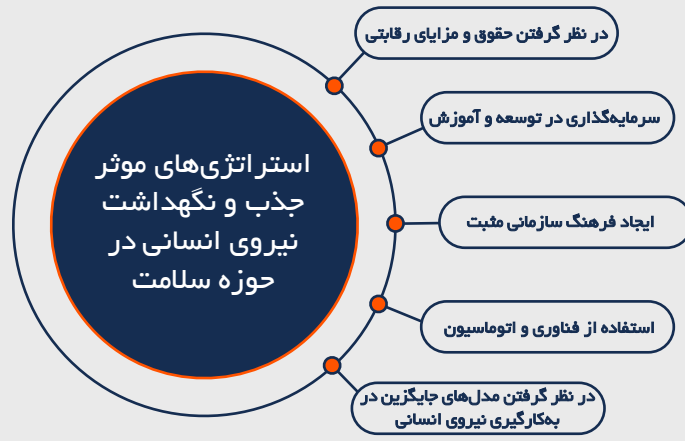 استراتژی‌های موثر
جذب و نگهداشت
نیروی انسانی در
حوزه سلامت
در نظر گرفتن حقوق و مزایای رقابتی
سرمایه‌گذاری در توسعه و آموزش
ایجاد فرهنگ سازمانی مثبت
استفاده از فناوری و اتوماسیون
در نظر گرفتن مدل‌های جایگزین در
به‌کارگیری نیروی انسانی